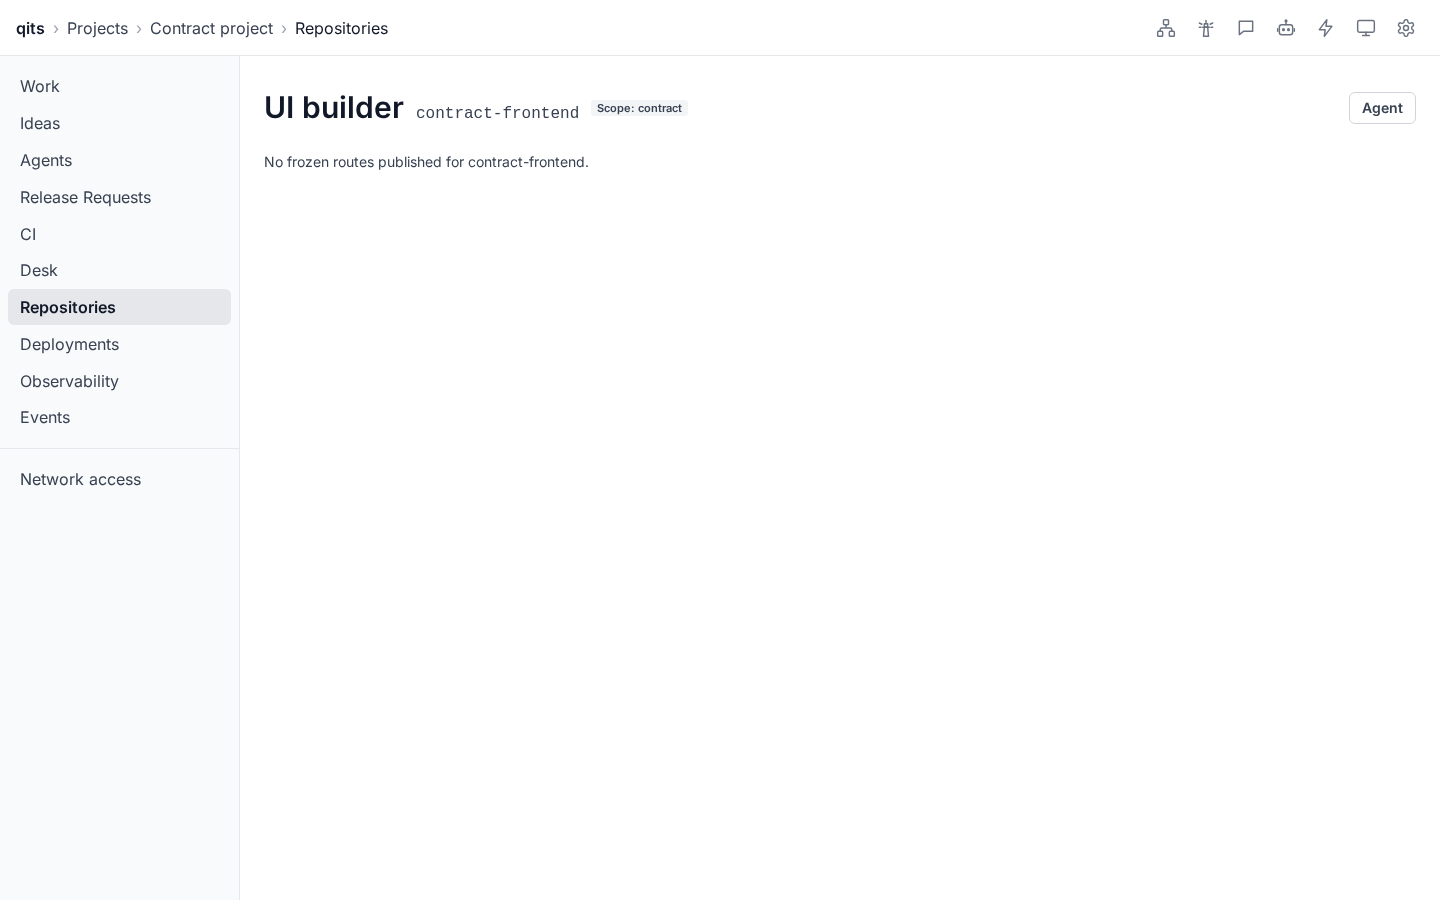 qits › Projects › Contract project › Repositories
Work
Ideas
Agents
Release Requests
CI
Desk
Repositories
Deployments
Observability
Events
Network access
UI builder contract-frontend Scope: contract
Agent
No frozen routes published for contract-frontend.